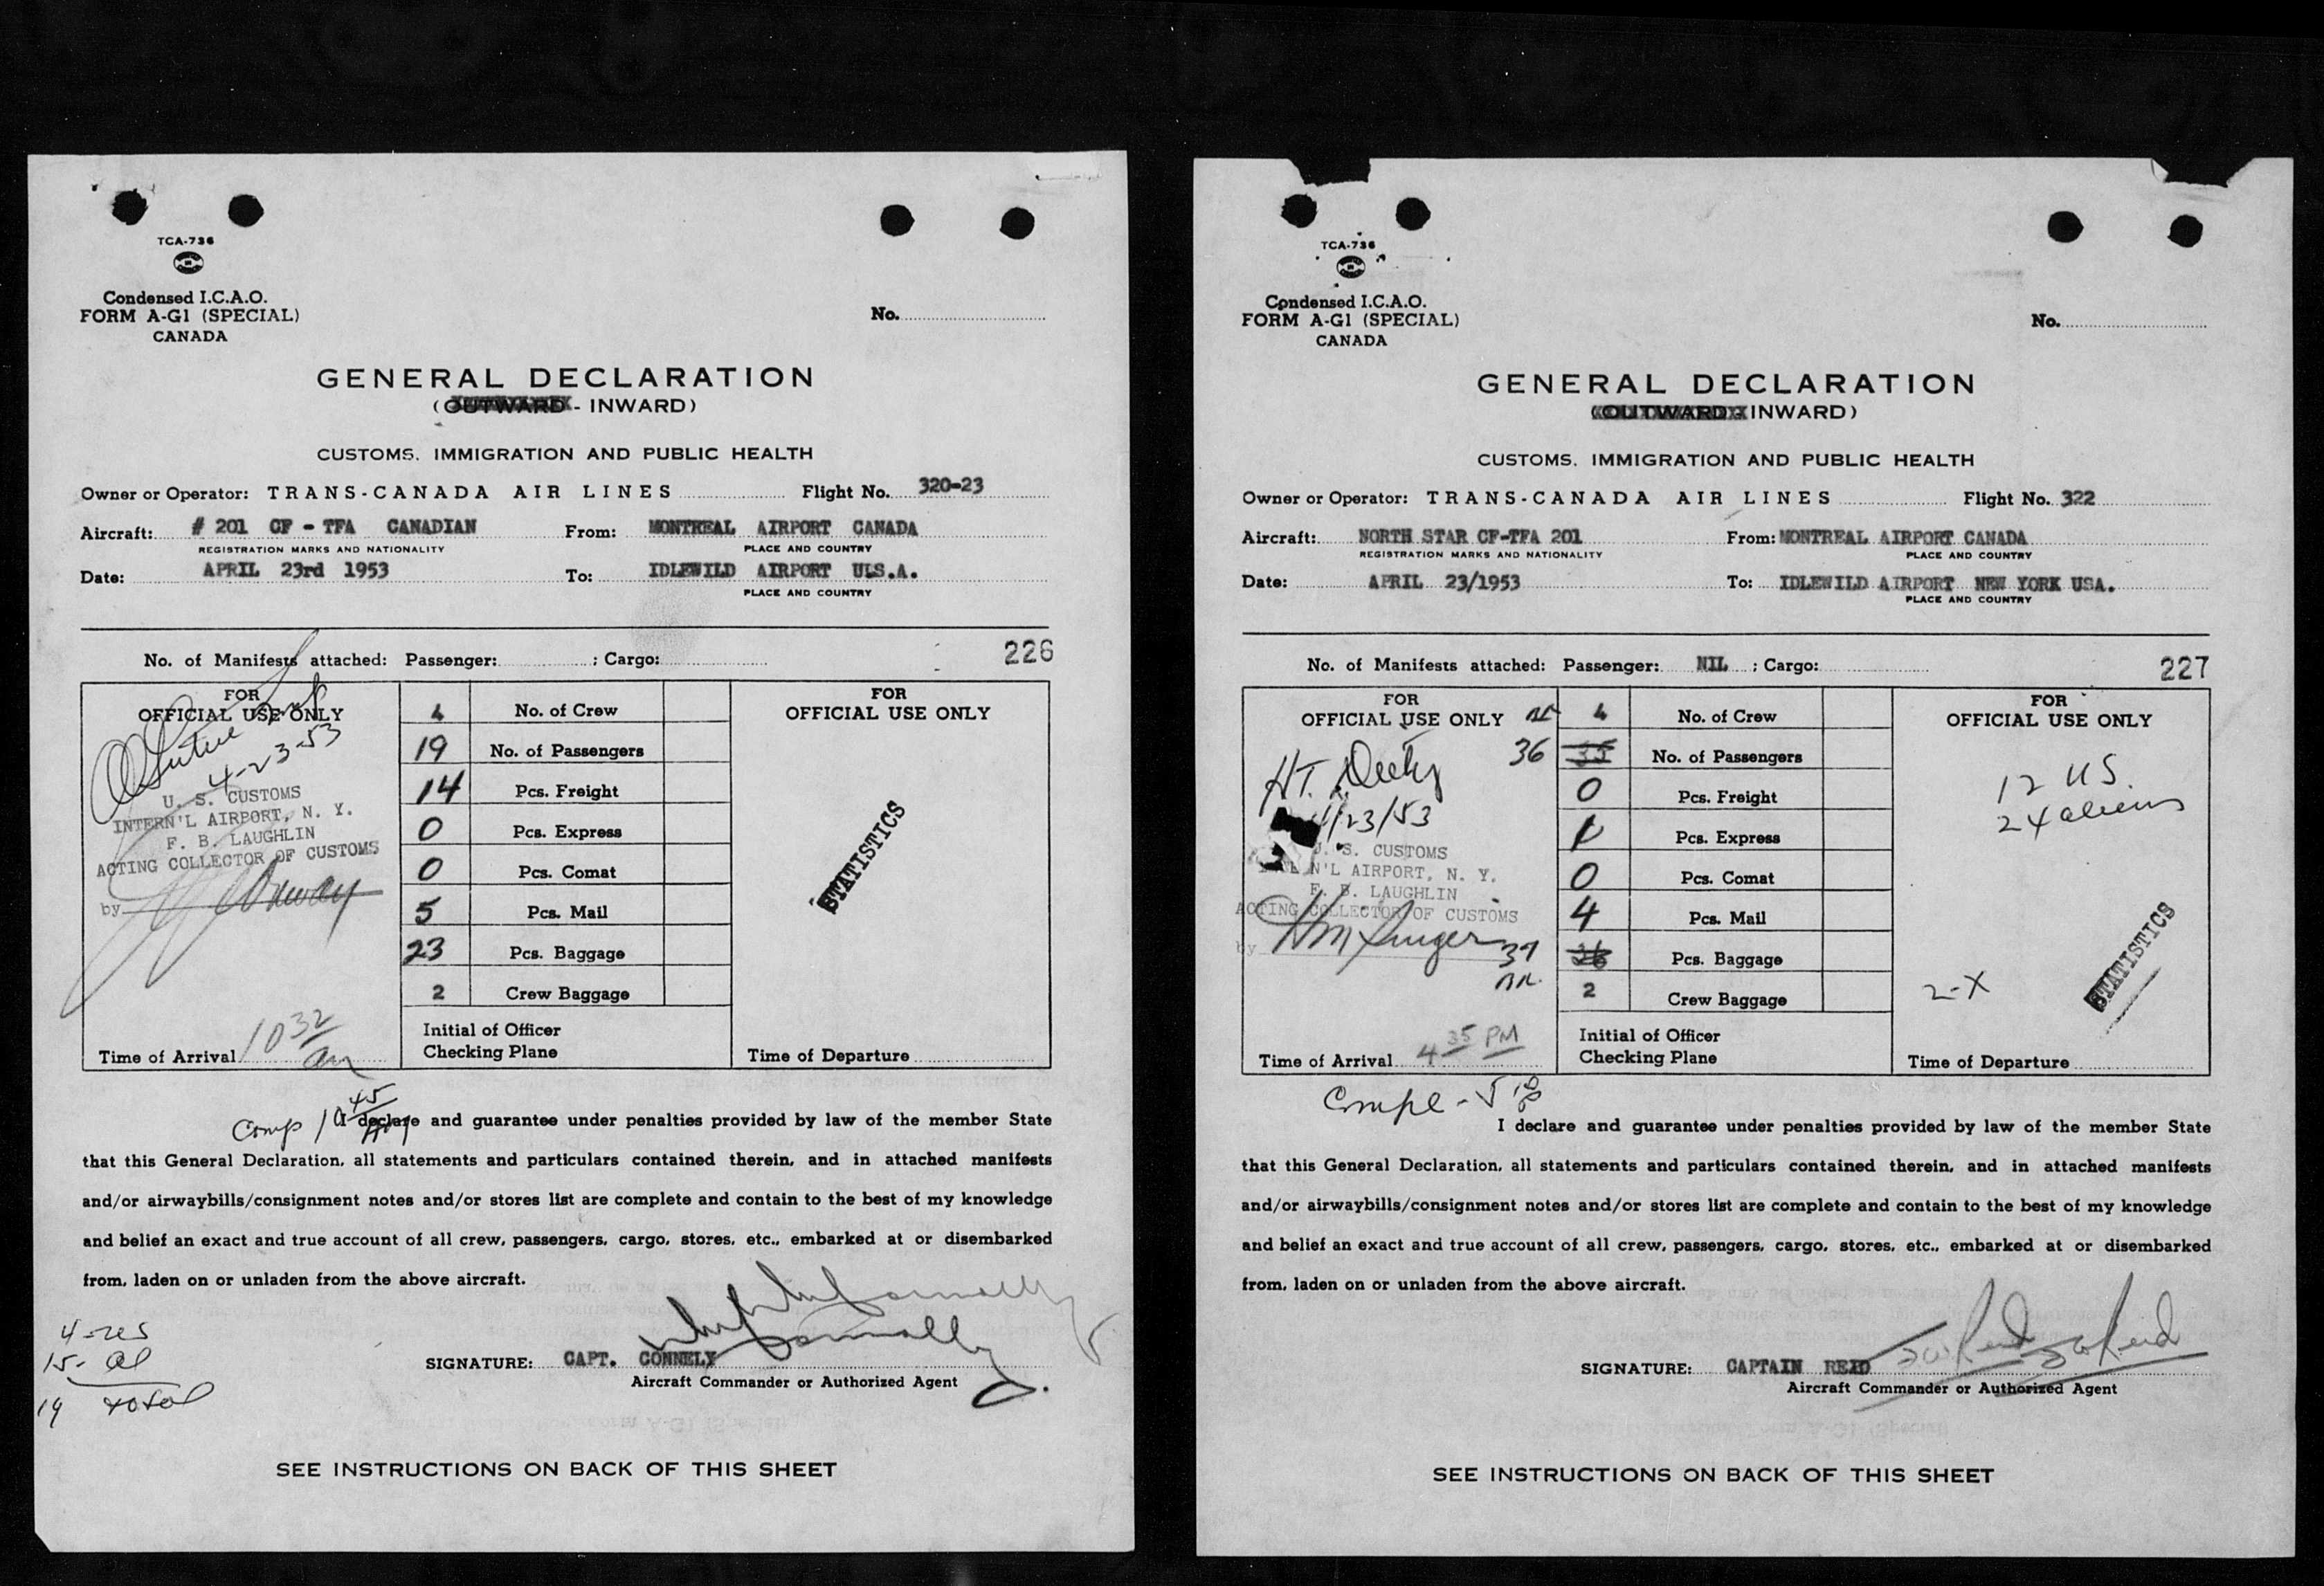 TCA-736
Condensed I.C.A.O.
FORM A-G1 (SPECIAL)
CANADA
No.
GENERAL DECLARATION
(OUTWARD - INWARD)
CUSTOMS, IMMIGRATION AND PUBLIC HEALTH
Owner or Operator: TRANS-CANADA AIR LINES Flight No. 320-23
Aircraft: # 201 CF - TFA CANADIAN From: MONTREAL AIRPORT CANADA
REGISTRATION MARKS AND NATIONALITY PLACE AND COUNTRY
Date: APRIL 23rd 1953 To: IDLEWILD AIRPORT ULS.A.
PLACE AND COUNTRY
226
No. of Manifests attached: Passenger: ; Cargo:
FOR
OFFICIAL USE ONLY
4-23-53
U. S. CUSTOMS
INTERN'L AIRPORT, N. Y.
F. B. LAUGHLIN
ACTING COLLECTOR OF CUSTOMS
by
Time of Arrival 10 32 am
4 No. of Crew
19 No. of Passengers
14 Pcs. Freight
0 Pcs. Express
0 Pcs. Comat
5 Pcs. Mail
23 Pcs. Baggage
2 Crew Baggage
Initial of Officer
Checking Plane
FOR
OFFICIAL USE ONLY
STATISTICS
Time of Departure
Comp 10 45
I declare and guarantee under penalties provided by law of the member State
that this General Declaration, all statements and particulars contained therein, and in attached manifests
and/or airwaybills/consignment notes and/or stores list are complete and contain to the best of my knowledge
and belief an exact and true account of all crew, passengers, cargo, stores, etc., embarked at or disembarked
from, laden on or unladen from the above aircraft.
4-res
15- al
19 total
SIGNATURE: CAPT. CONNELY
Aircraft Commander or Authorized Agent
SEE INSTRUCTIONS ON BACK OF THIS SHEET
TCA-736
Condensed I.C.A.O.
FORM A-G1 (SPECIAL)
CANADA
No.
GENERAL DECLARATION
(OUTWARD - INWARD)
CUSTOMS, IMMIGRATION AND PUBLIC HEALTH
Owner or Operator: TRANS-CANADA AIR LINES Flight No. 322
Aircraft: NORTH STAR CF-TFA 201 From: MONTREAL AIRPORT CANADA
REGISTRATION MARKS AND NATIONALITY PLACE AND COUNTRY
Date: APRIL 23/1953 To: IDLEWILD AIRPORT NEW YORK USA.
PLACE AND COUNTRY
No. of Manifests attached: Passenger: NIL ; Cargo:
227
FOR
OFFICIAL USE ONLY
36
4/23/53
U. S. CUSTOMS
N'L AIRPORT, N. Y.
F. B. LAUGHLIN
ACTING COLLECTOR OF CUSTOMS
by
37
Time of Arrival 4 35 PM
4 No. of Crew
35 No. of Passengers
0 Pcs. Freight
1 Pcs. Express
0 Pcs. Comat
4 Pcs. Mail
Pcs. Baggage
2 Crew Baggage
Initial of Officer
Checking Plane
FOR
OFFICIAL USE ONLY
12 US.
24 aliens
2-X
STATISTICS
Time of Departure
Comple - 5
I declare and guarantee under penalties provided by law of the member State
that this General Declaration, all statements and particulars contained therein, and in attached manifests
and/or airwaybills/consignment notes and/or stores list are complete and contain to the best of my knowledge
and belief an exact and true account of all crew, passengers, cargo, stores, etc., embarked at or disembarked
from, laden on or unladen from the above aircraft.
SIGNATURE: CAPTAIN REID
Aircraft Commander or Authorized Agent
SEE INSTRUCTIONS ON BACK OF THIS SHEET